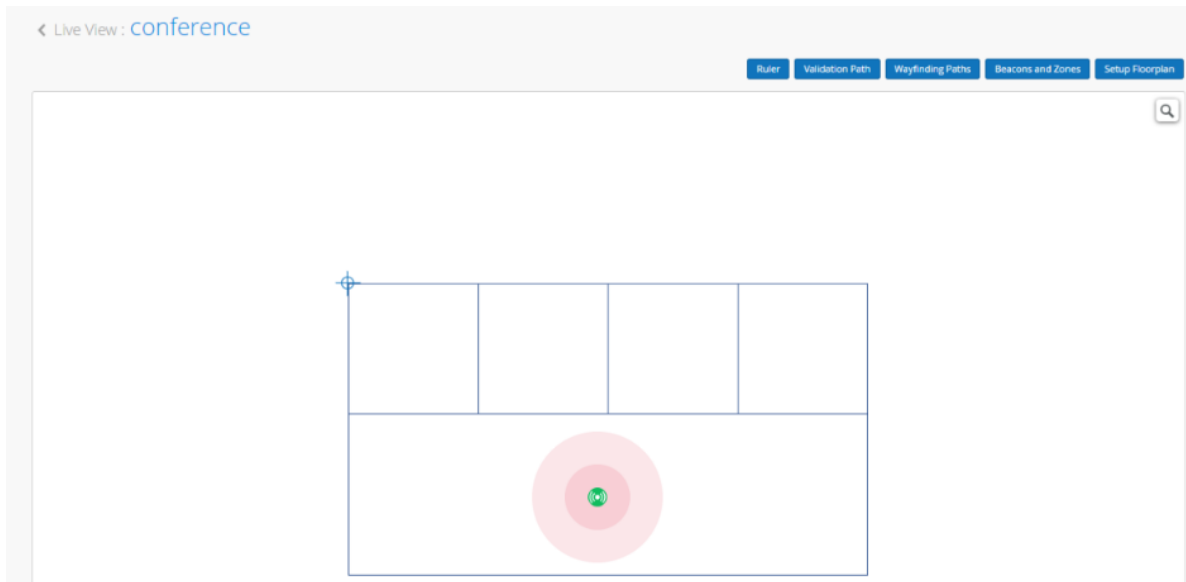 Live View : conference
Ruler Validation Path Wayfinding Paths Beacons and Zones Setup Floorplan